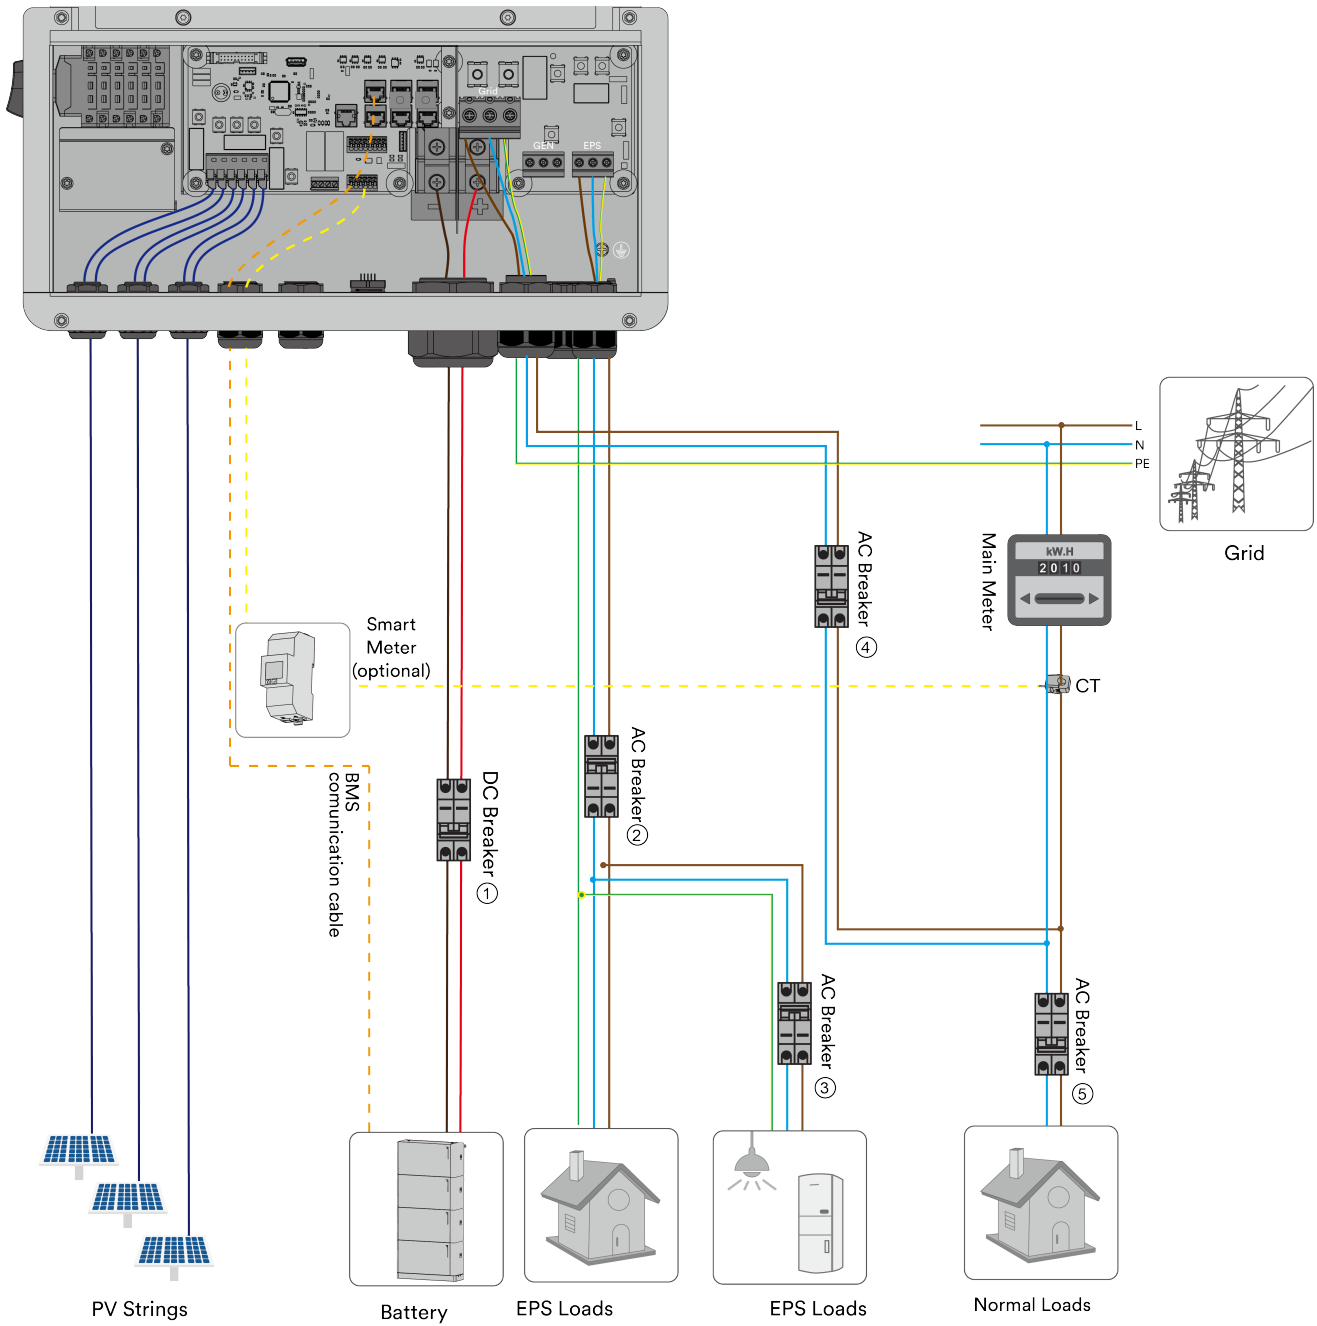 Grid
GEN
EPS
L
N
PE
Grid
Main Meter
kW.H
2010
AC Breaker
④
Smart
Meter
(optional)
CT
AC Breaker
②
DC Breaker
①
BMS
comunication cable
AC Breaker
③
AC Breaker
⑤
PV Strings
Battery
EPS Loads
EPS Loads
Normal Loads